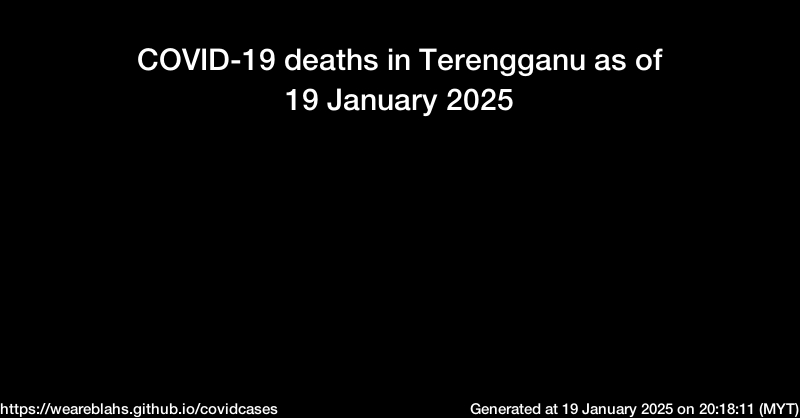 COVID-19 deaths in Terengganu as of
19 January 2025
https://weareblahs.github.io/covidcases
Generated at 19 January 2025 on 20:18:11 (MYT)